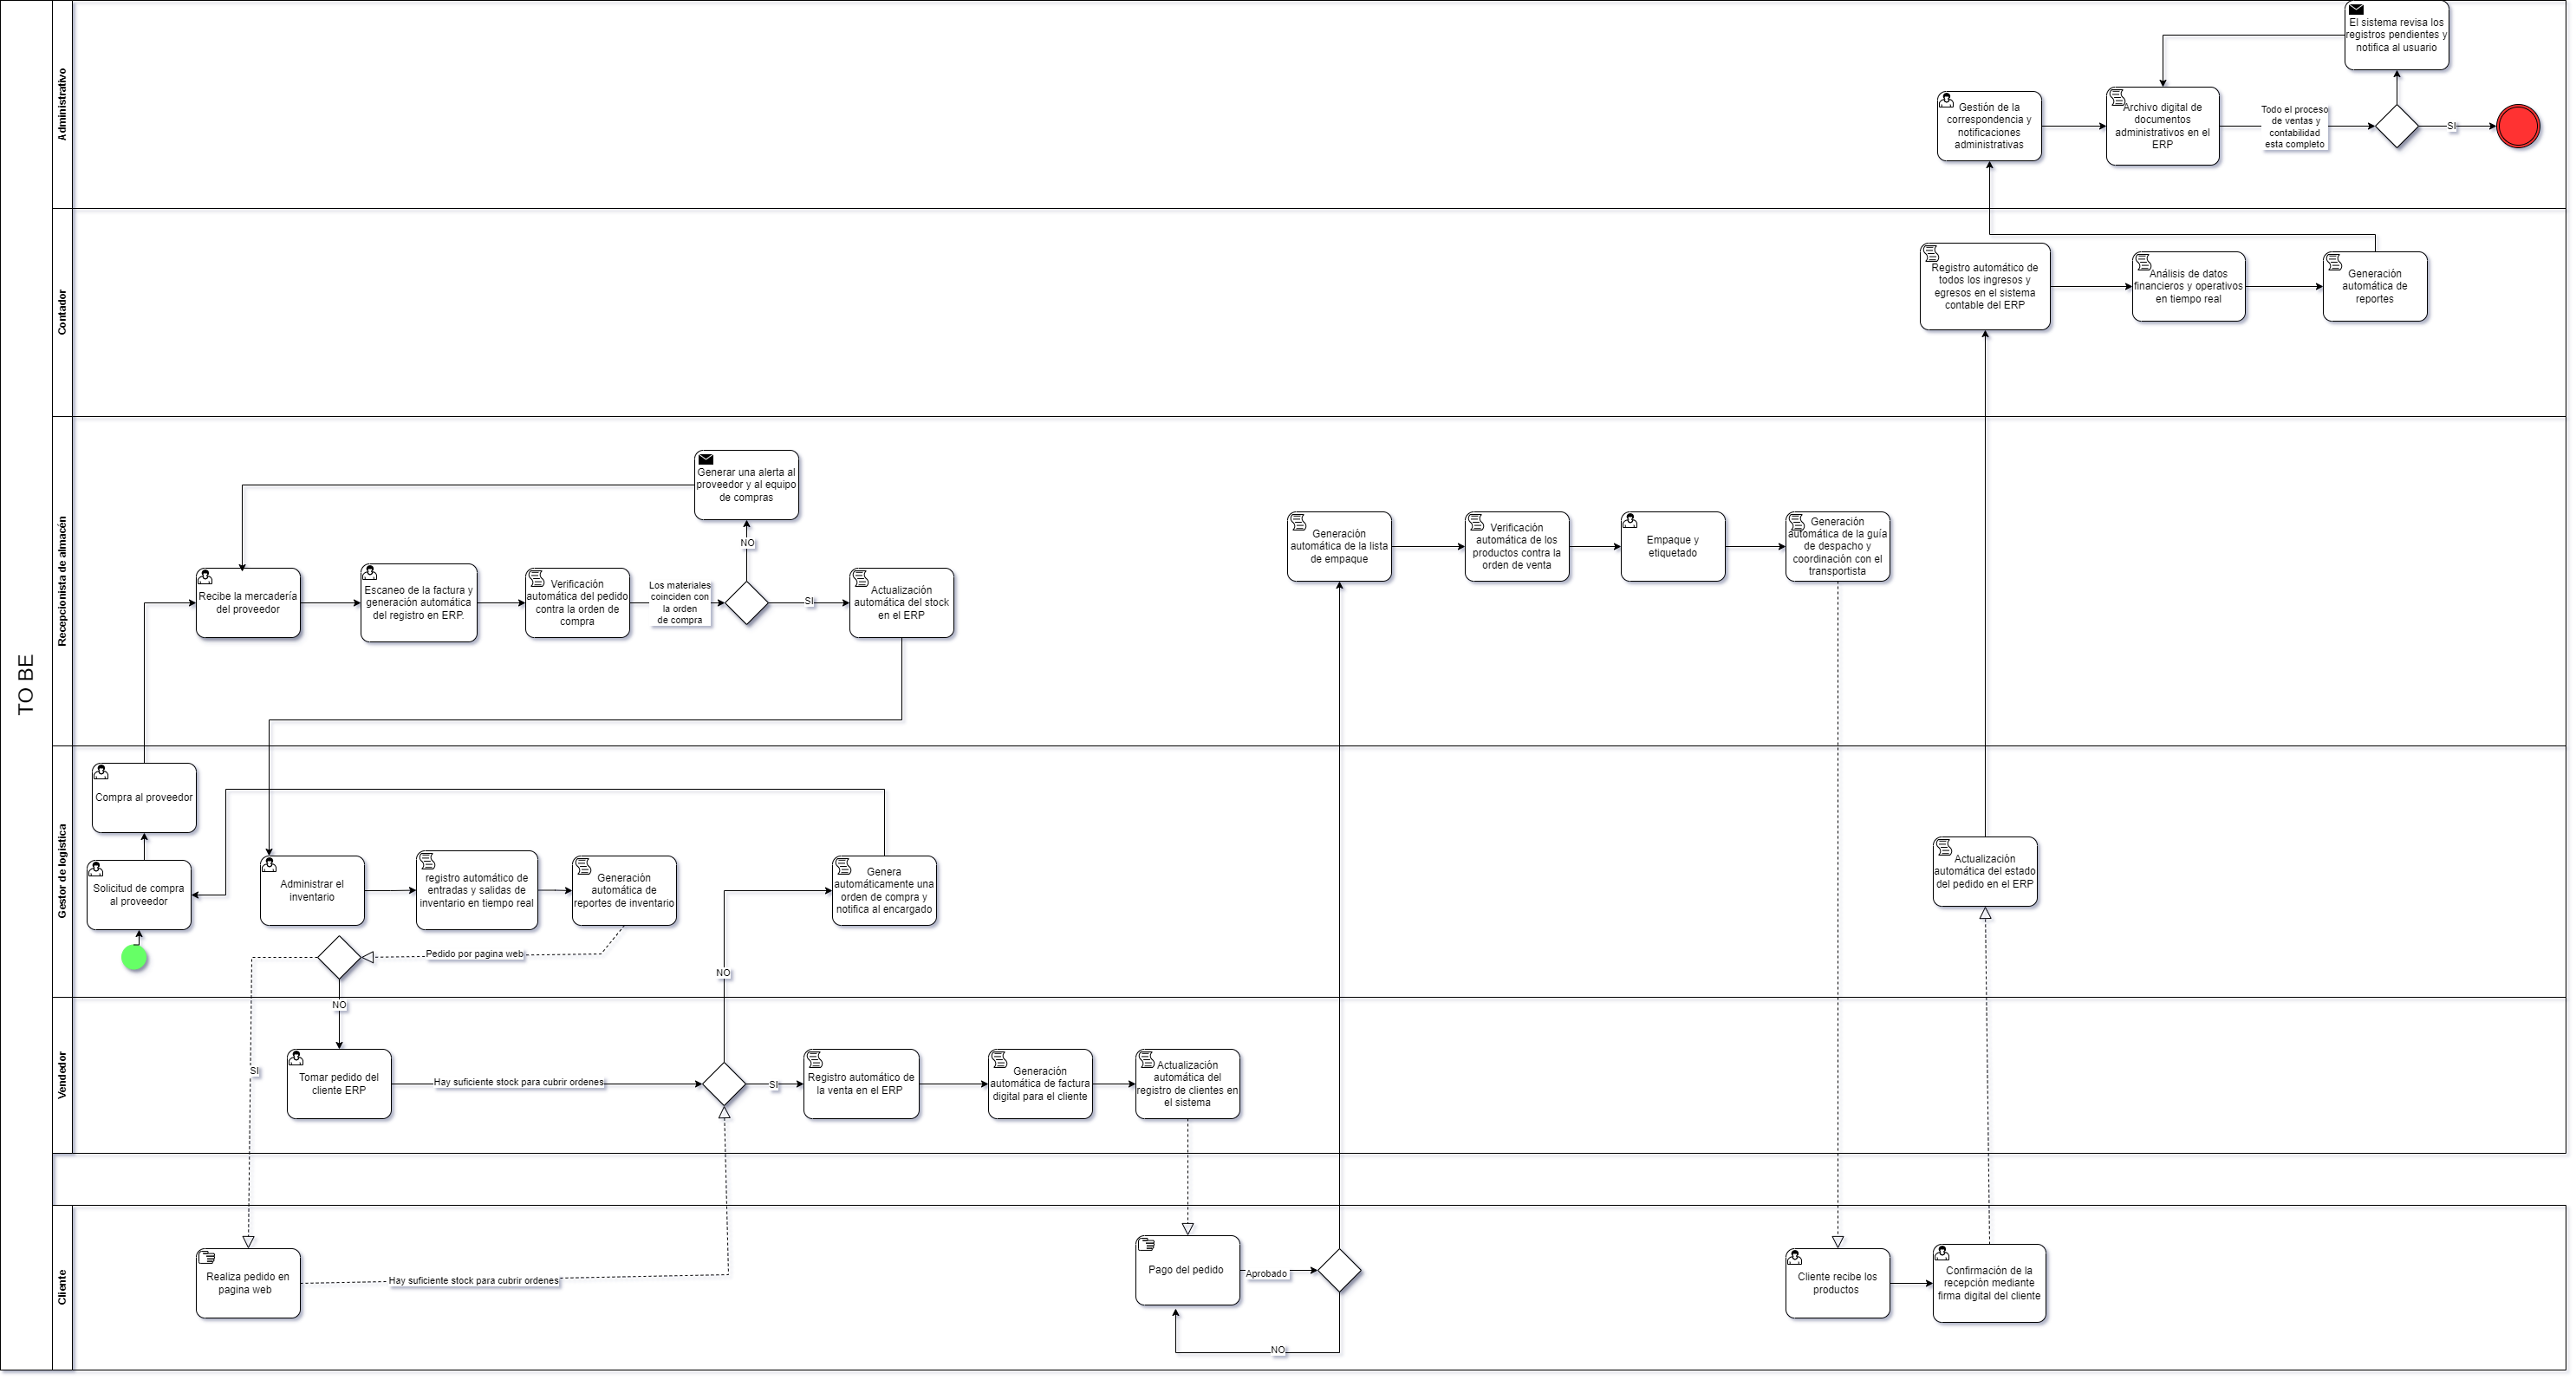 TO BE
Administrativo
El sistema revisa los
registros pendientes y
notifica al usuario
Gestión de la
correspondencia y
notificaciones
administrativas
Archivo digital de
documentos
administrativos en el
ERP
Todo el proceso
de ventas y
contabilidad
esta completo
SI
Contador
Registro automático de
todos los ingresos y
egresos en el sistema
contable del ERP
Análisis de datos
financieros y operativos
en tiempo real
Generación
automática de
reportes
Recepcionista de almacén
Generar una alerta al
proveedor y al equipo
de compras
NO
Recibe la mercadería
del proveedor
Escaneo de la factura y
generación automática
del registro en ERP.
Verificación
automática del pedido
contra la orden de
compra
Los materiales
coinciden con
la orden
de compra
SI
Actualización
automática del stock
en el ERP
Generación
automática de la lista
de empaque
Verificación
automática de los
productos contra la
orden de venta
Empaque y
etiquetado
Generación
automática de la guía
de despacho y
coordinación con el
transportista
Gestor de logistica
Compra al proveedor
Solicitud de compra
al proveedor
Administrar el
inventario
registro automático de
entradas y salidas de
inventario en tiempo real
Generación
automática de
reportes de inventario
Genera
automáticamente una
orden de compra y
notifica al encargado
Actualización
automática del estado
del pedido en el ERP
Pedido por pagina web
NO
NO
Vendedor
SI
Tomar pedido del
cliente ERP
Hay suficiente stock para cubrir ordenes
SI
Registro automático de
la venta en el ERP
Generación
automática de factura
digital para el cliente
Actualización
automática del
registro de clientes en
el sistema
Cliente
Realiza pedido en
pagina web
Hay suficiente stock para cubrir ordenes
Pago del pedido
Aprobado
NO
Cliente recibe los
productos
Confirmación de la
recepción mediante
firma digital del cliente